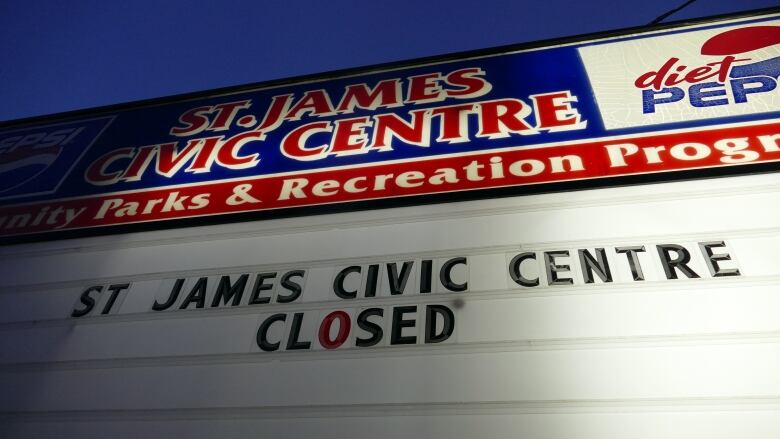 diet
PEPSI
ST. JAMES
CIVIC CENTRE
Parks & Recreation
ST JAMES CIVIC CENTRE
CLOSED